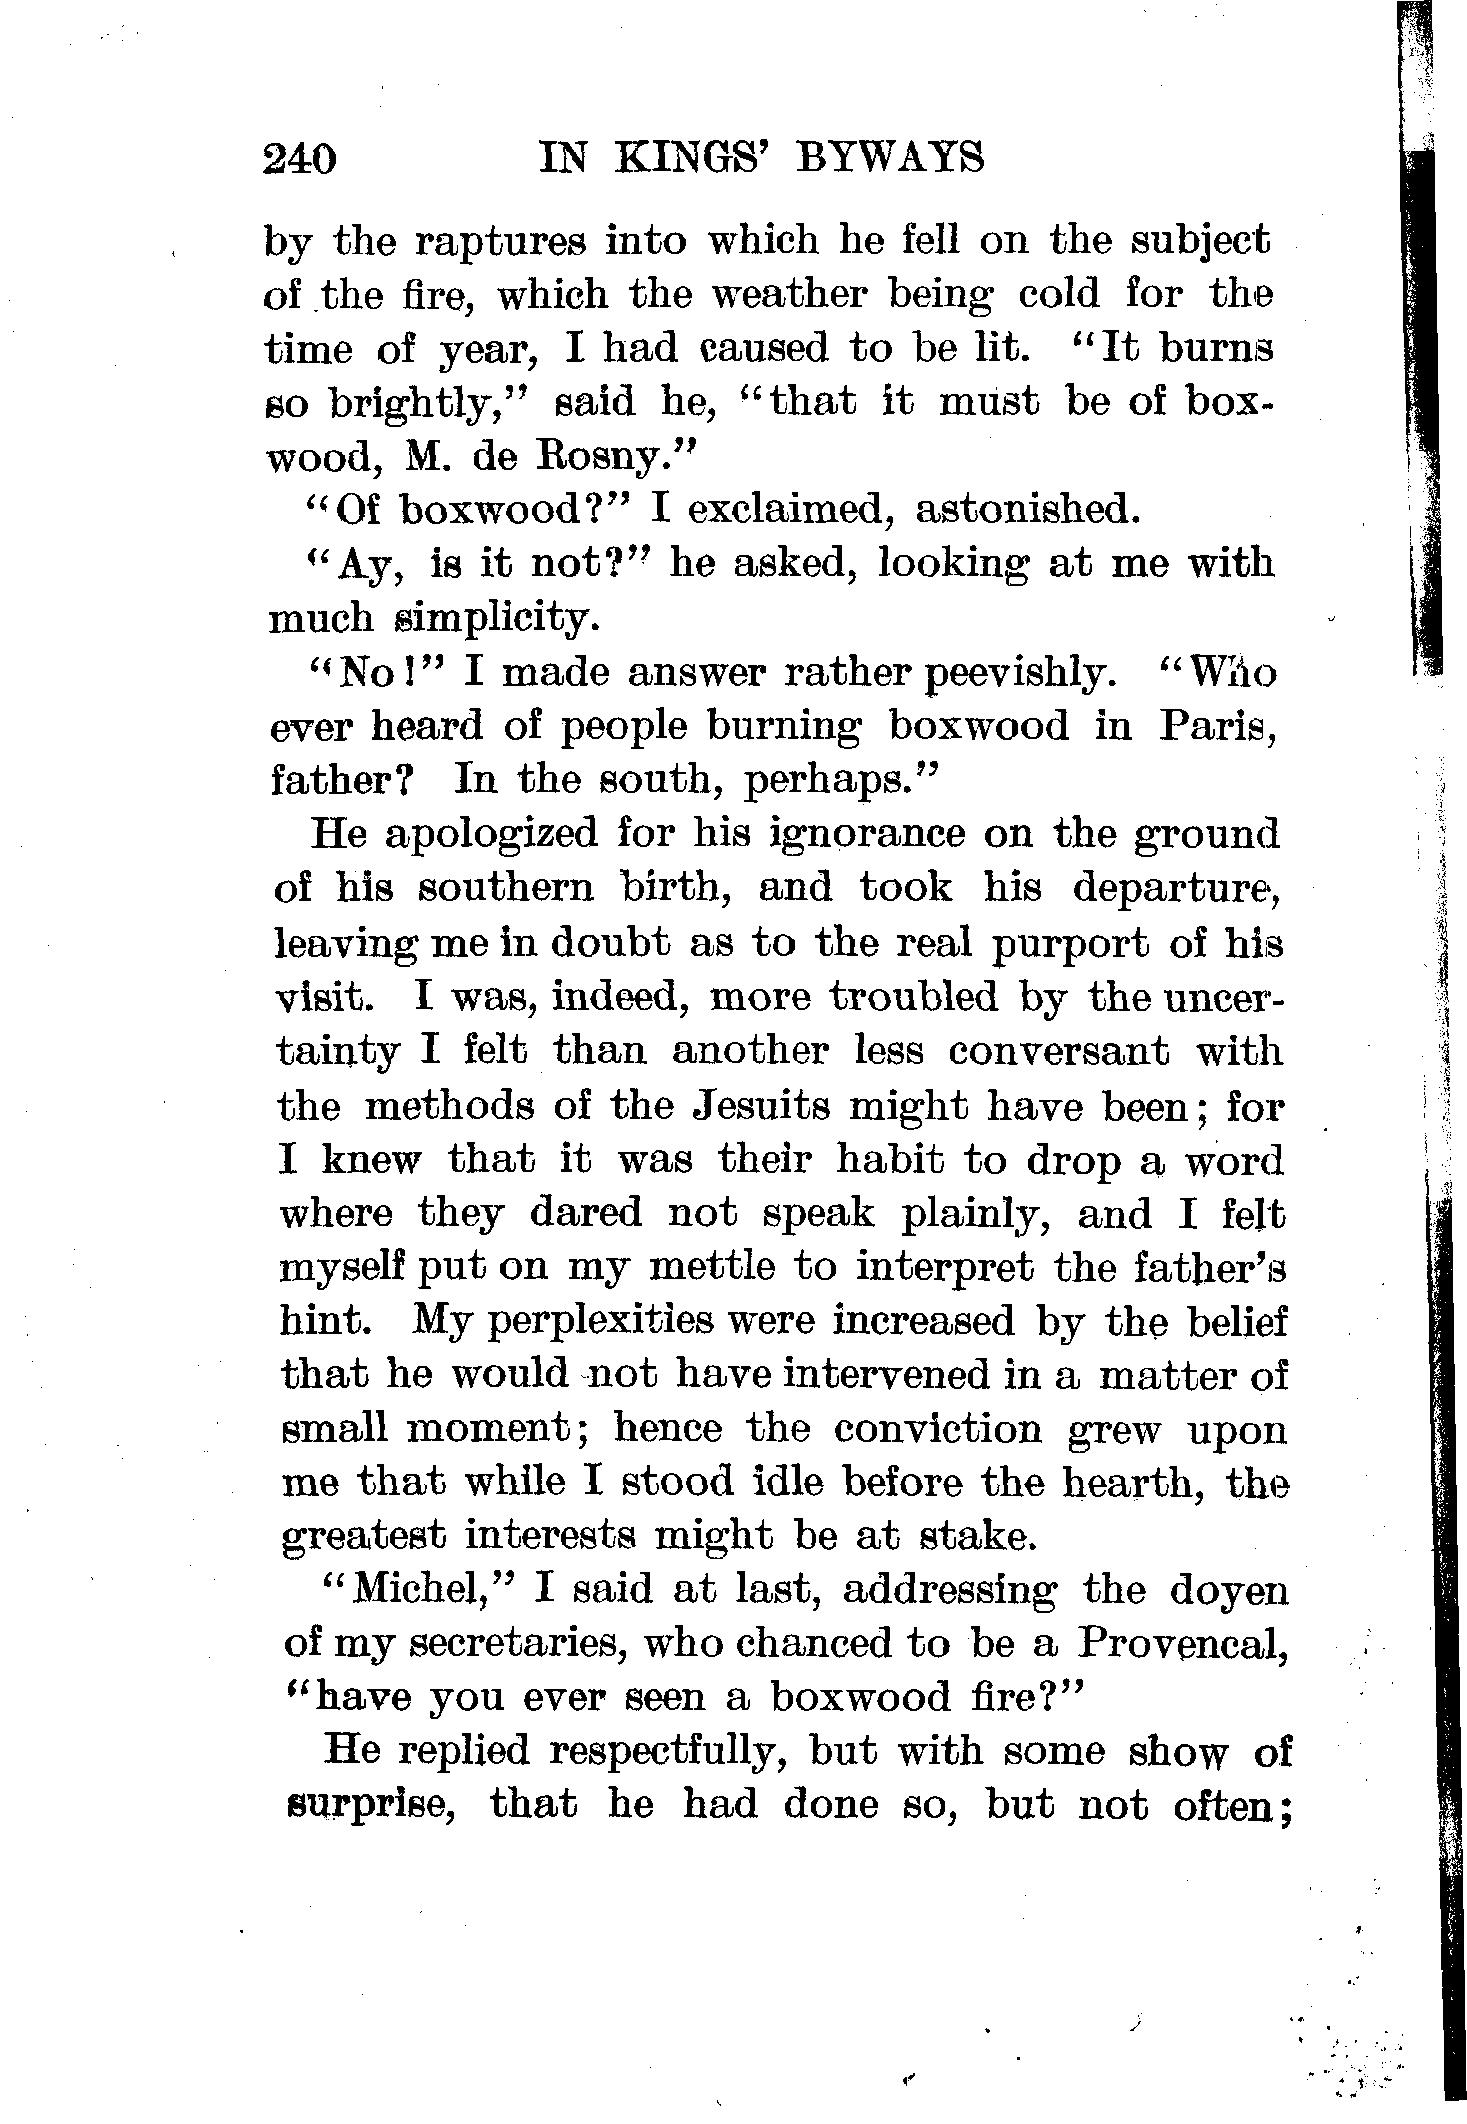 240 IN KINGS' BYWAYS
by the raptures into which he fell on the subject
of the fire, which the weather being cold for the
time of year, I had caused to be lit. "It burns
so brightly," said he, "that it must be of box-
wood, M. de Rosny."
"Of boxwood?" I exclaimed, astonished.
"Ay, is it not?" he asked, looking at me with
much simplicity.
"No!" I made answer rather peevishly. "Who
ever heard of people burning boxwood in Paris,
father? In the south, perhaps."
He apologized for his ignorance on the ground
of his southern birth, and took his departure,
leaving me in doubt as to the real purport of his
visit. I was, indeed, more troubled by the uncer-
tainty I felt than another less conversant with
the methods of the Jesuits might have been; for
I knew that it was their habit to drop a word
where they dared not speak plainly, and I felt
myself put on my mettle to interpret the father's
hint. My perplexities were increased by the belief
that he would not have intervened in a matter of
small moment; hence the conviction grew upon
me that while I stood idle before the hearth, the
greatest interests might be at stake.
"Michel," I said at last, addressing the doyen
of my secretaries, who chanced to be a Provencal,
"have you ever seen a boxwood fire?"
He replied respectfully, but with some show of
surprise, that he had done so, but not often;